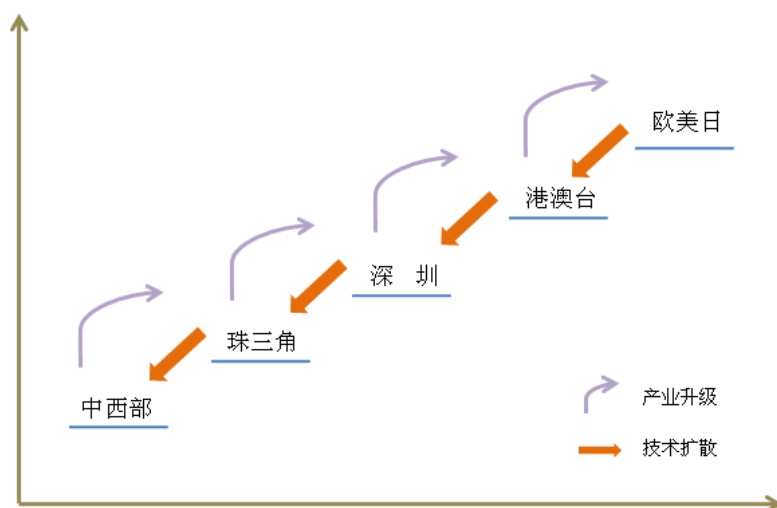 欧美日
港澳台
深 圳
珠三角
中西部
产业升级
技术扩散